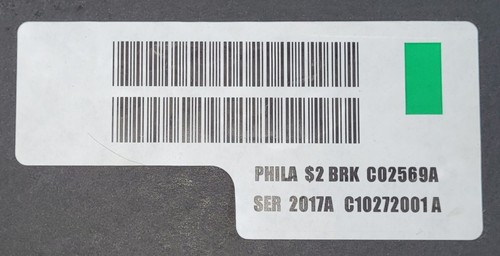 PHILA $2 BRK C02569A
SER 2017A C10272001 A